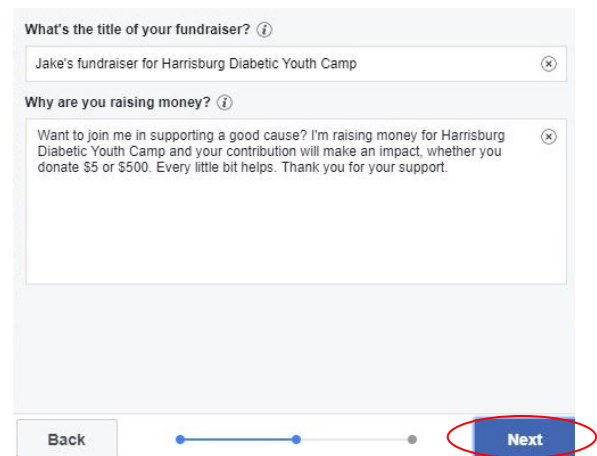 What's the title of your fundraiser?
Jake's fundraiser for Harrisburg Diabetic Youth Camp
Why are you raising money?
Want to join me in supporting a good cause? I'm raising money for Harrisburg
Diabetic Youth Camp and your contribution will make an impact, whether you
donate $5 or $500. Every little bit helps. Thank you for your support.
Back
Next